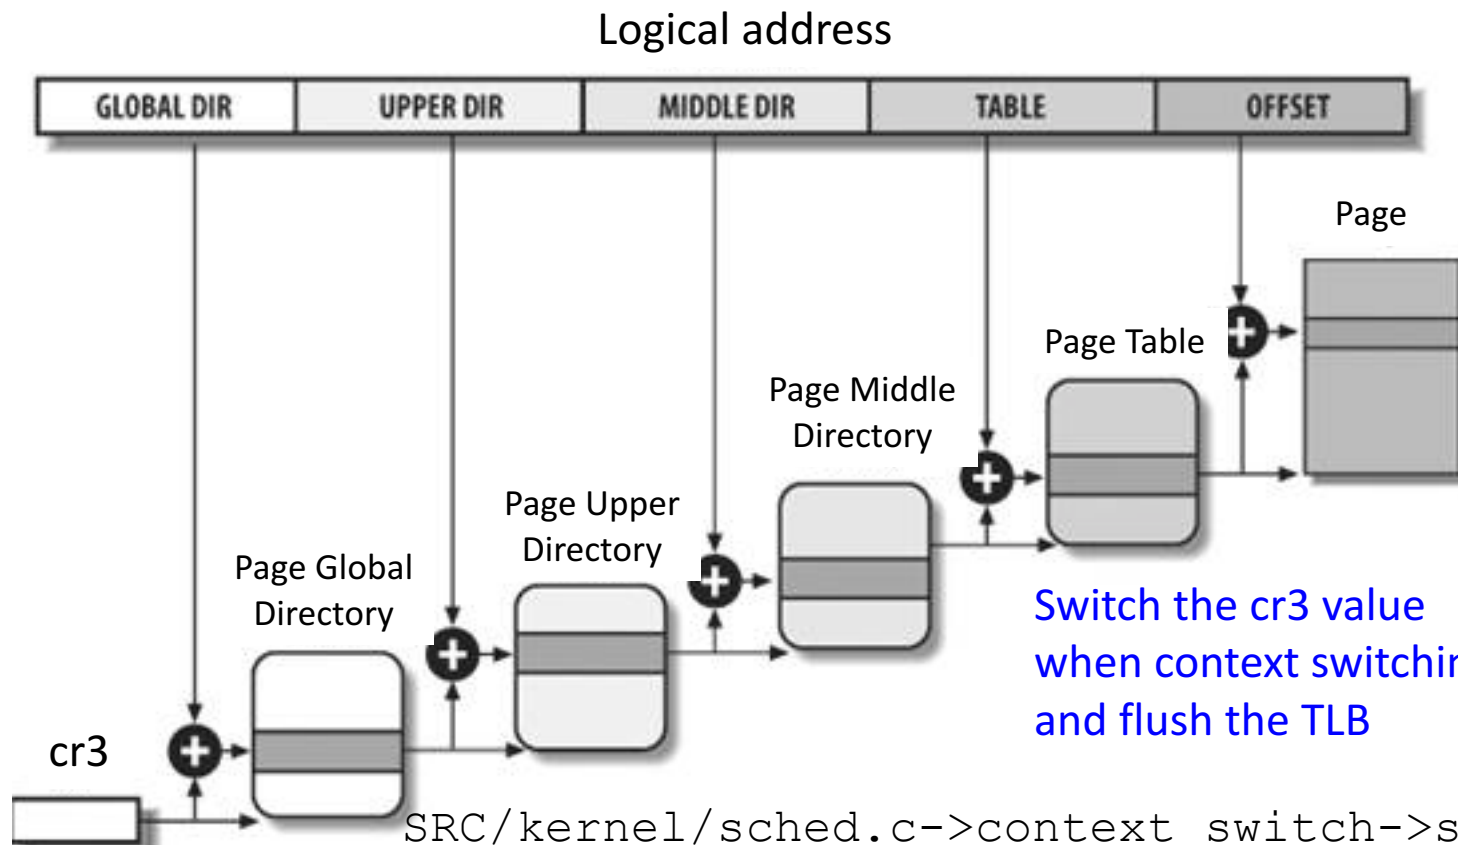 Logical address
GLOBAL DIR UPPER DIR MIDDLE DIR TABLE OFFSET
Page
Page Table
Page Middle
Directory
Page Upper
Directory
Page Global
Directory
Switch the cr3 value
when context switchin
and flush the TLB
cr3
SRC/kernel/sched.c->context switch->s